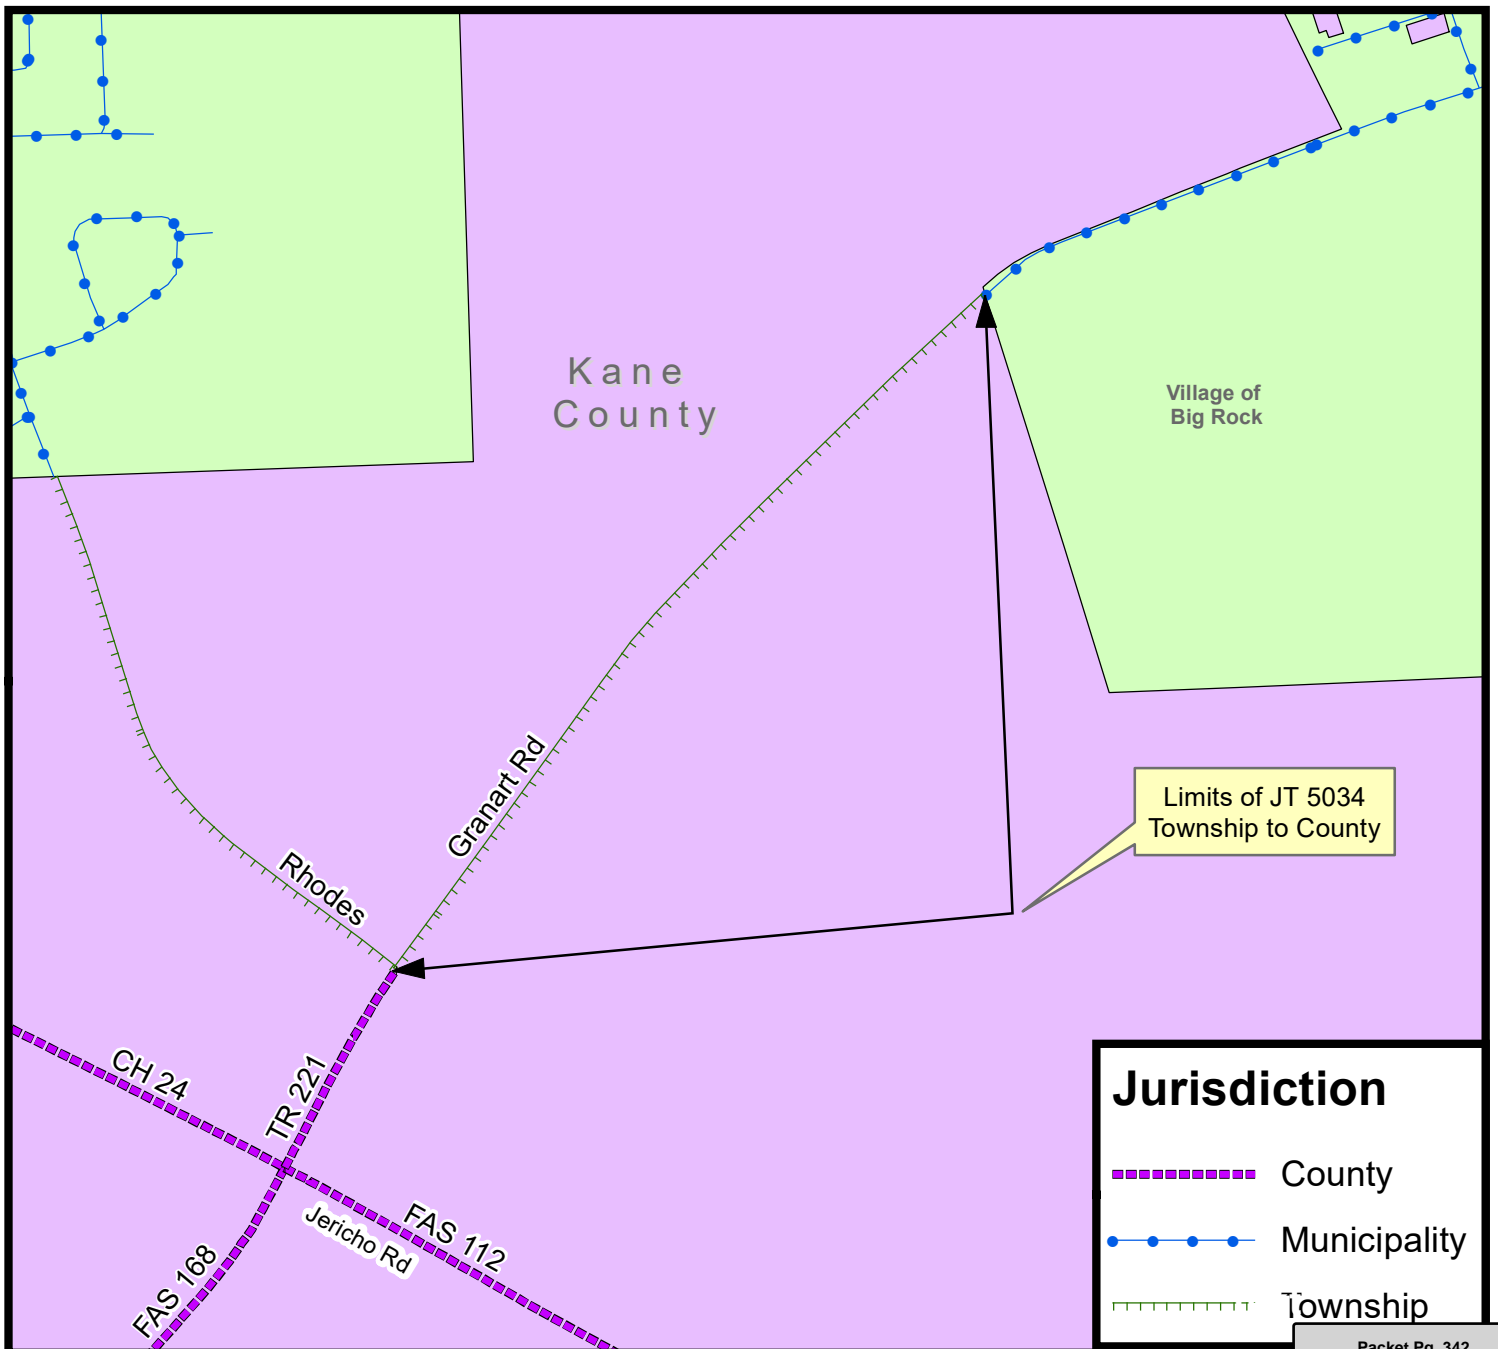 Kane
County
Village of
Big Rock
Granart Rd
Limits of JT 5034
Township to County
Rhodes
CH 24
TR 221
Jericho Rd
FAS 112
FAS 168
Jurisdiction
County
Municipality
Township
Packet Pg. 342